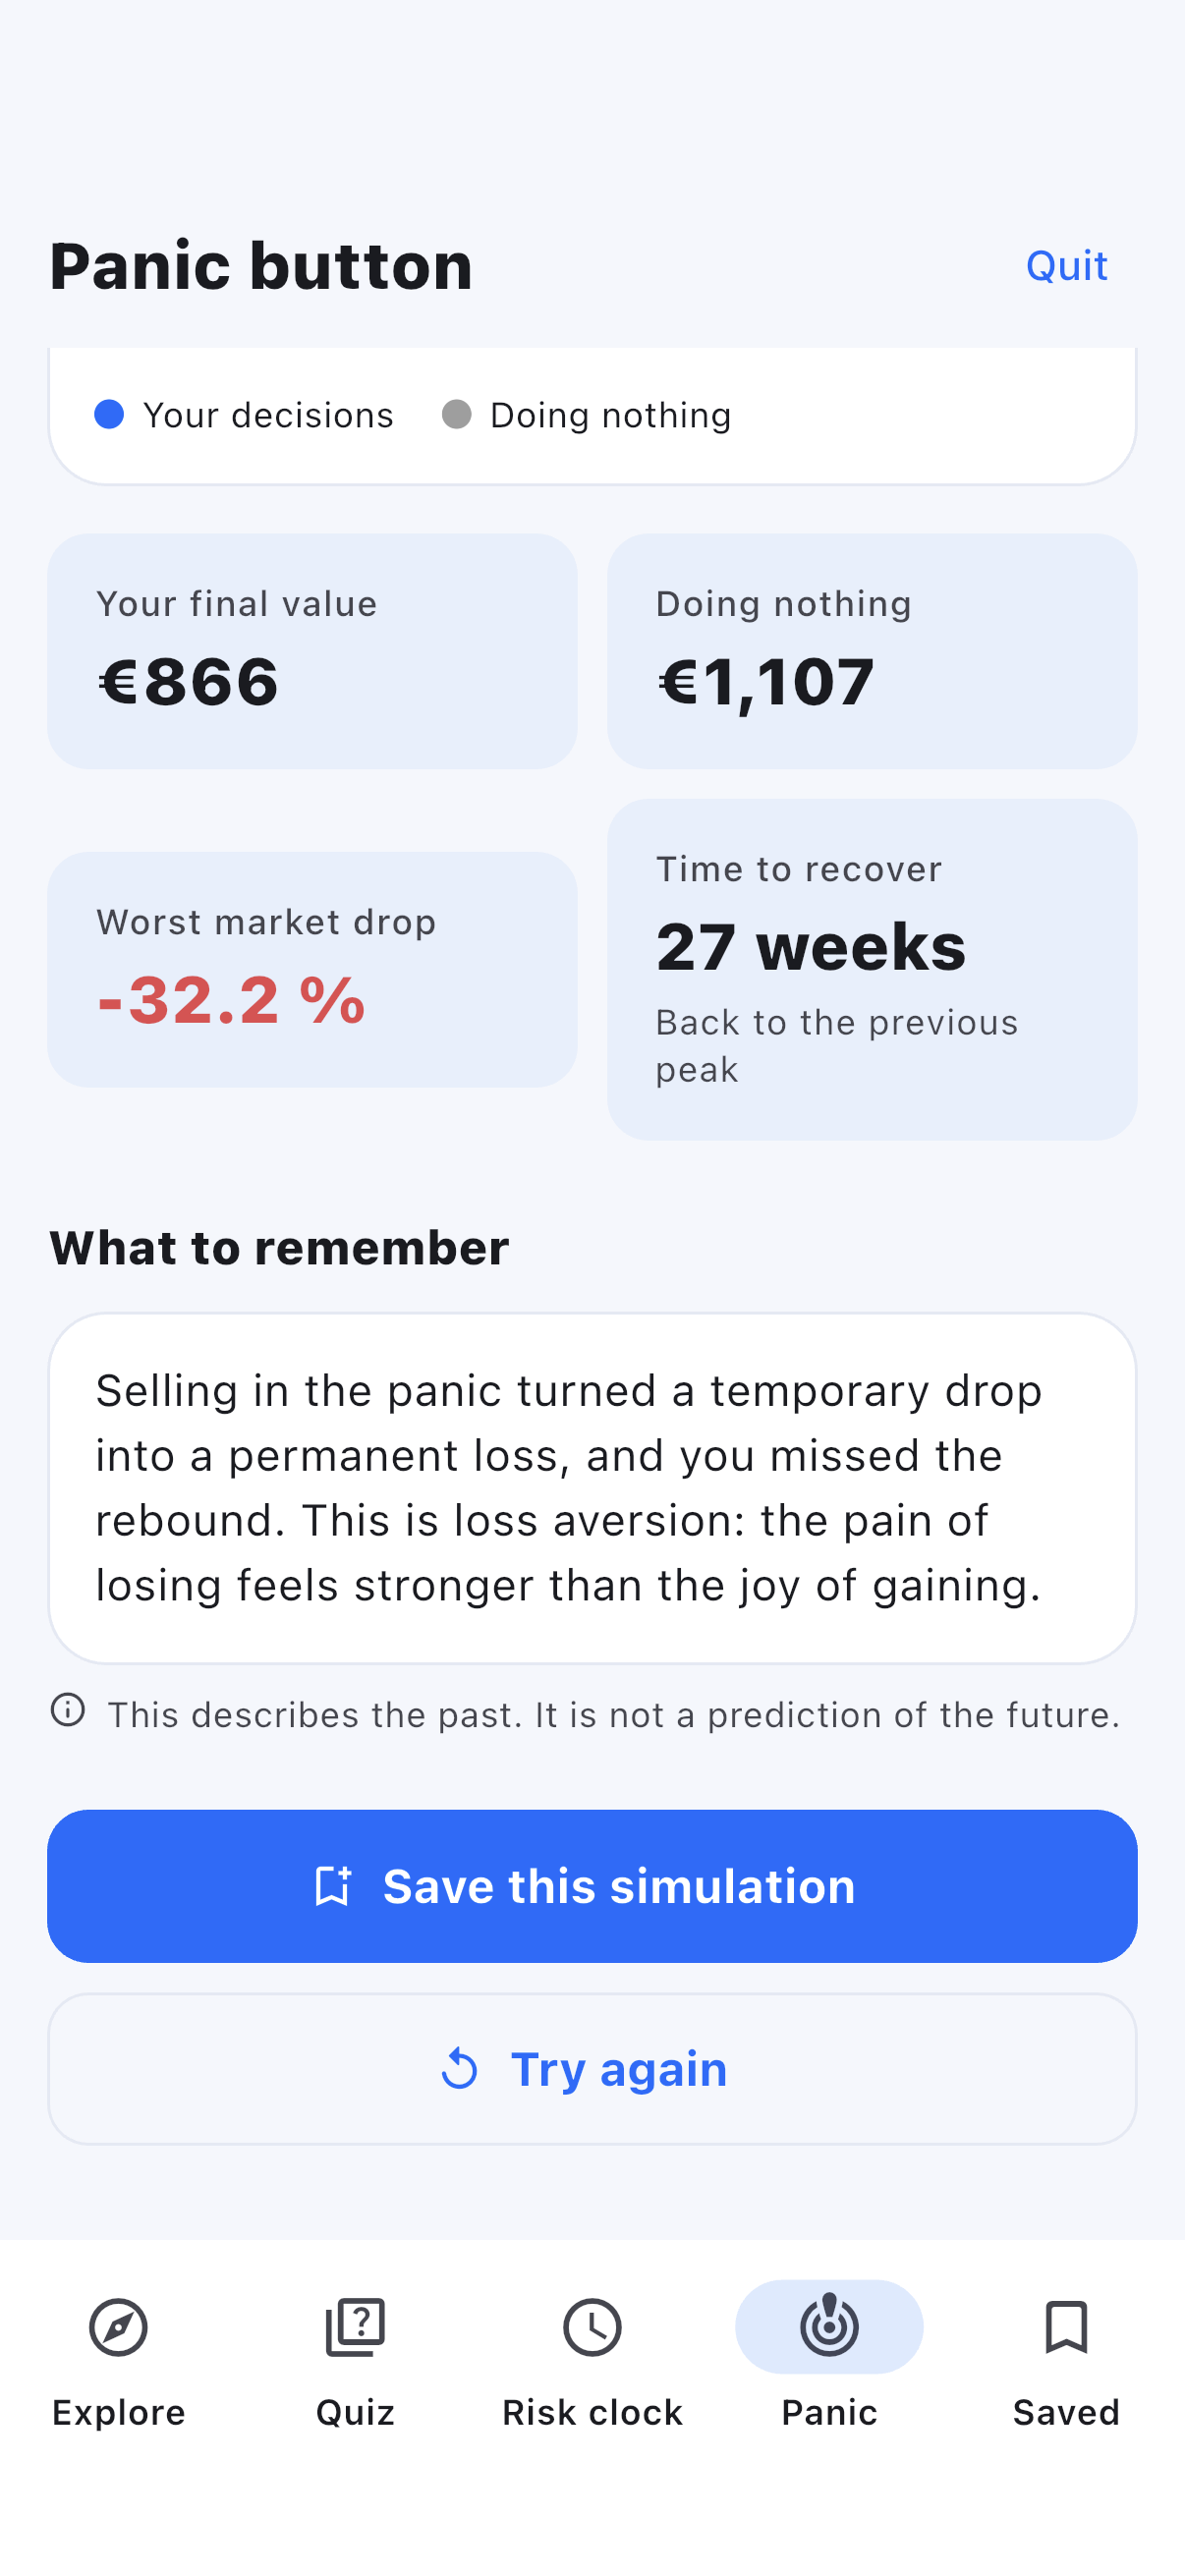 Panic button
Quit
Your decisions
Doing nothing
Your final value
€866
Doing nothing
€1,107
Worst market drop
-32.2 %
Time to recover
27 weeks
Back to the previous
peak
What to remember
Selling in the panic turned a temporary drop
into a permanent loss, and you missed the
rebound. This is loss aversion: the pain of
losing feels stronger than the joy of gaining.
This describes the past. It is not a prediction of the future.
Save this simulation
Try again
Explore
Quiz
Risk clock
Panic
Saved